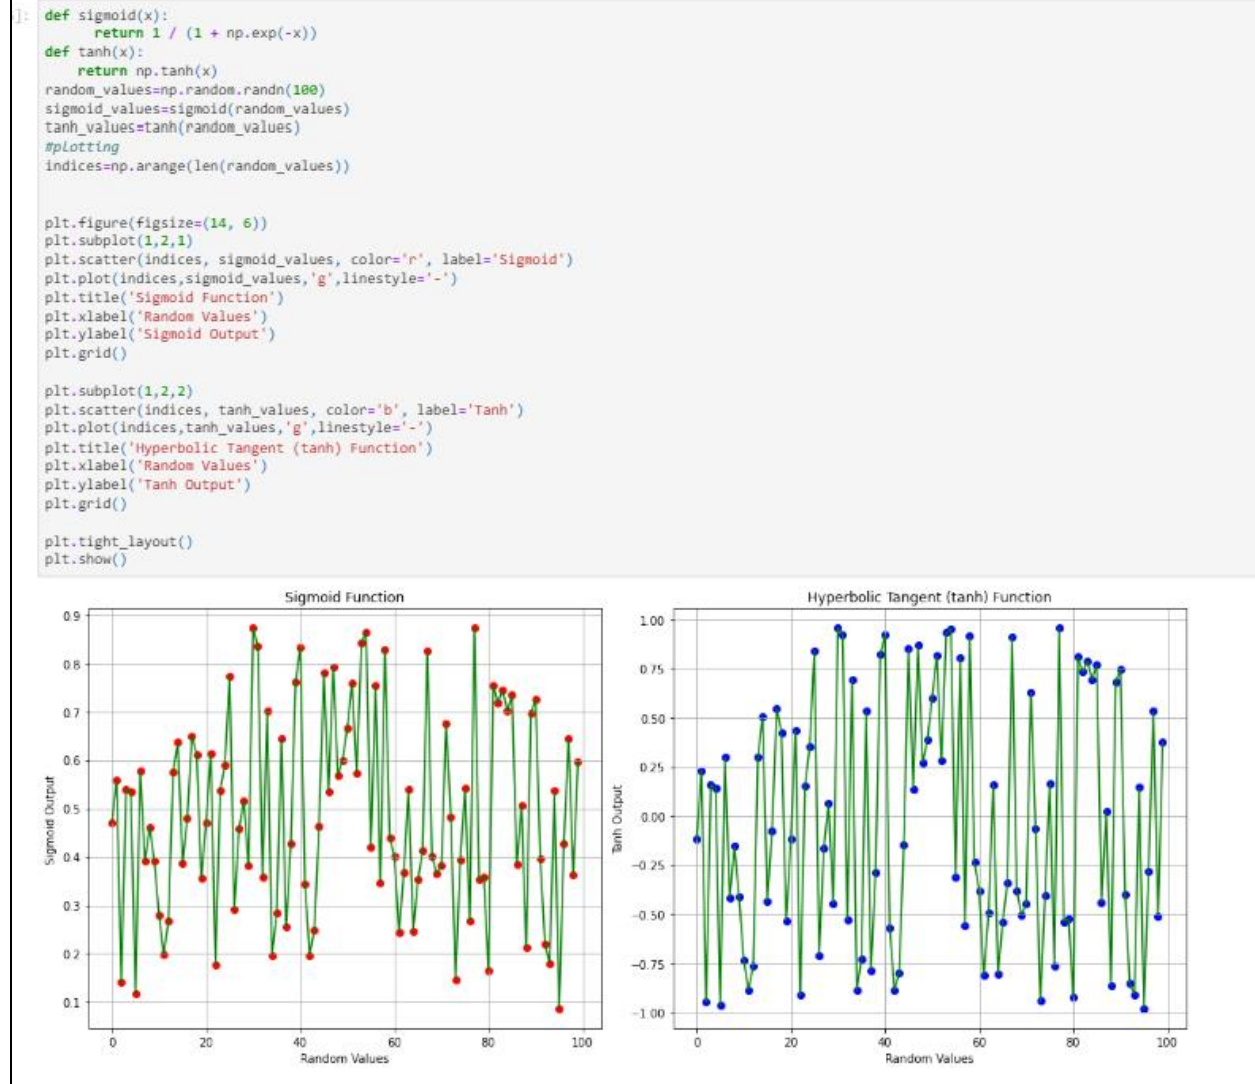 ]:
def sigmoid(x):
return 1 / (1 + np.exp(-x))
def tanh(x):
return np.tanh(x)
random_values=np.random.randn(100)
sigmoid_values=sigmoid(random_values)
tanh_values=tanh(random_values)
#plotting
indices=np.arange(len(random_values))
plt.figure(figsize=(14, 6))
plt.subplot(1,2,1)
plt.scatter(indices, sigmoid_values, color='r', label='Sigmoid')
plt.plot(indices,sigmoid_values,'g',linestyle='-')
plt.title('Sigmoid Function')
plt.xlabel('Random Values')
plt.ylabel('Sigmoid Output')
plt.grid()
plt.subplot(1,2,2)
plt.scatter(indices, tanh_values, color='b', label='Tanh')
plt.plot(indices,tanh_values,'g',linestyle='-')
plt.title('Hyperbolic Tangent (tanh) Function')
plt.xlabel('Random Values')
plt.ylabel('Tanh Output')
plt.grid()
plt.tight_layout()
plt.show()
Sigmoid Function
Sigmoid Output
0.9
0.8
0.7
0.6
0.5
0.4
0.3
0.2
0.1
0 20 40 60 80 100
Random Values
Hyperbolic Tangent (tanh) Function
Tanh Output
1.00
0.75
0.50
0.25
0.00
−0.25
−0.50
−0.75
−1.00
0 20 40 60 80 100
Random Values